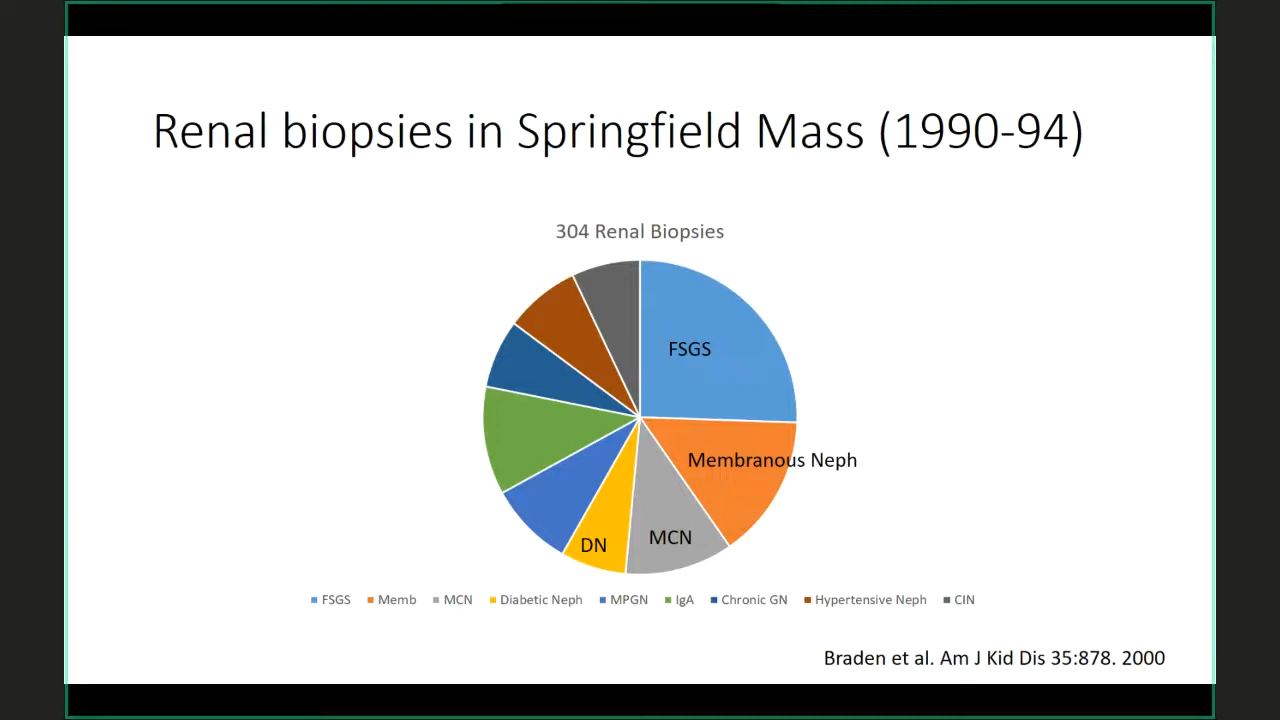 Renal biopsies in Springfield Mass (1990-94)
304 Renal Biopsies
FSGS
Membranous Neph
MCN
DN
FSGS Memb MCN Diabetic Neph MPGN IgA Chronic GN Hypertensive Neph CIN
Braden et al. Am J Kid Dis 35:878. 2000